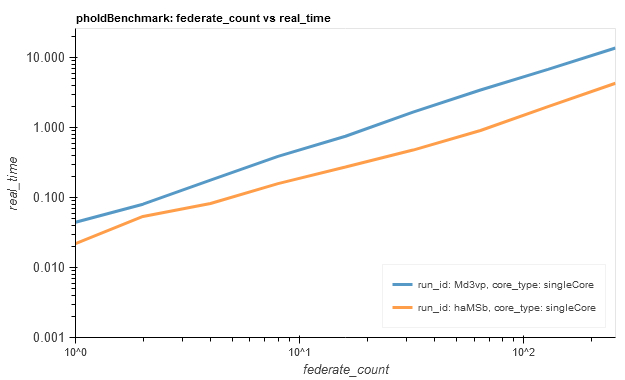 pholdBenchmark: federate_count vs real_time
10.000
1.000
0.100
0.010
0.001
real_time
10^0
10^1
10^2
federate_count
run_id: Md3vp, core_type: singleCore
run_id: haMSb, core_type: singleCore